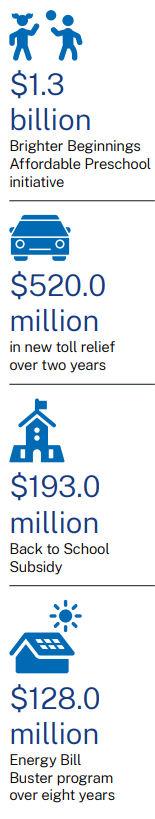 $1.3
billion
Brighter Beginnings
Affordable Preschool
initiative
$520.0
million
in new toll relief
over two years
$193.0
million
Back to School
Subsidy
$128.0
million
Energy Bill
Buster program
over eight years